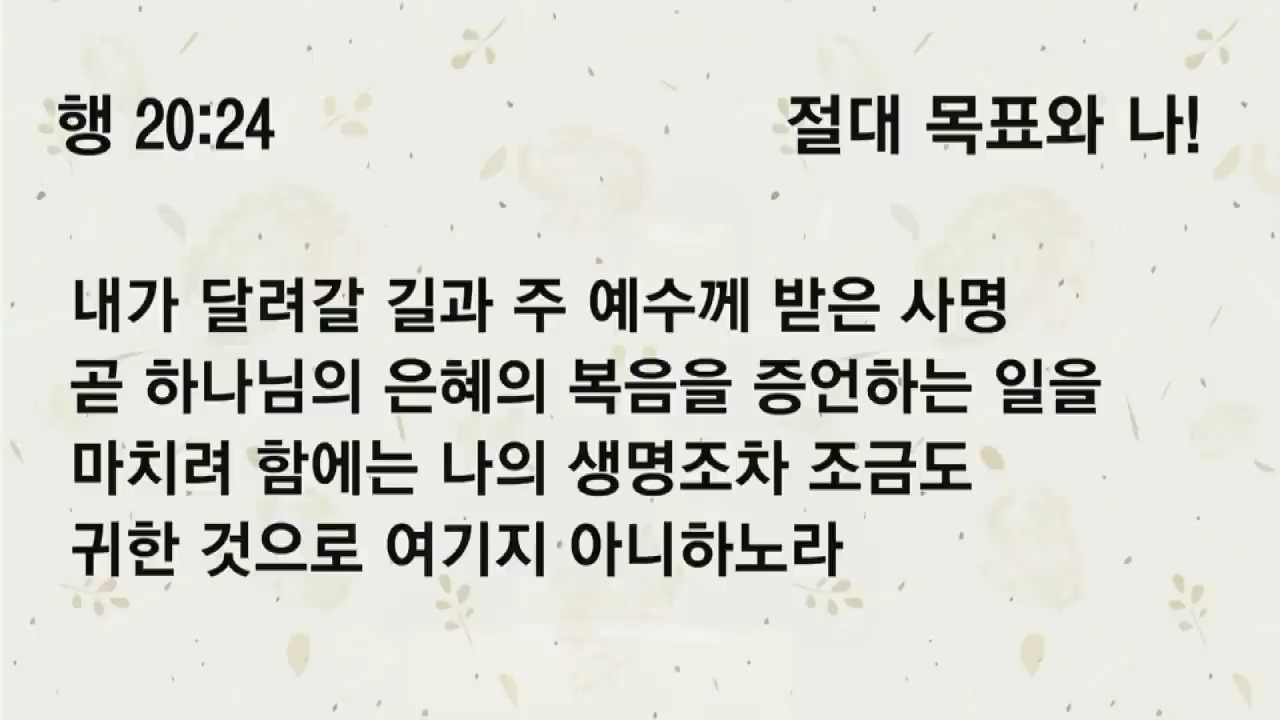 행 20:24
절대 목표와 나!
내가 달려갈 길과 주 예수께 받은 사명
곧 하나님의 은혜의 복음을 증언하는 일을
마치려 함에는 나의 생명조차 조금도
귀한 것으로 여기지 아니하노라